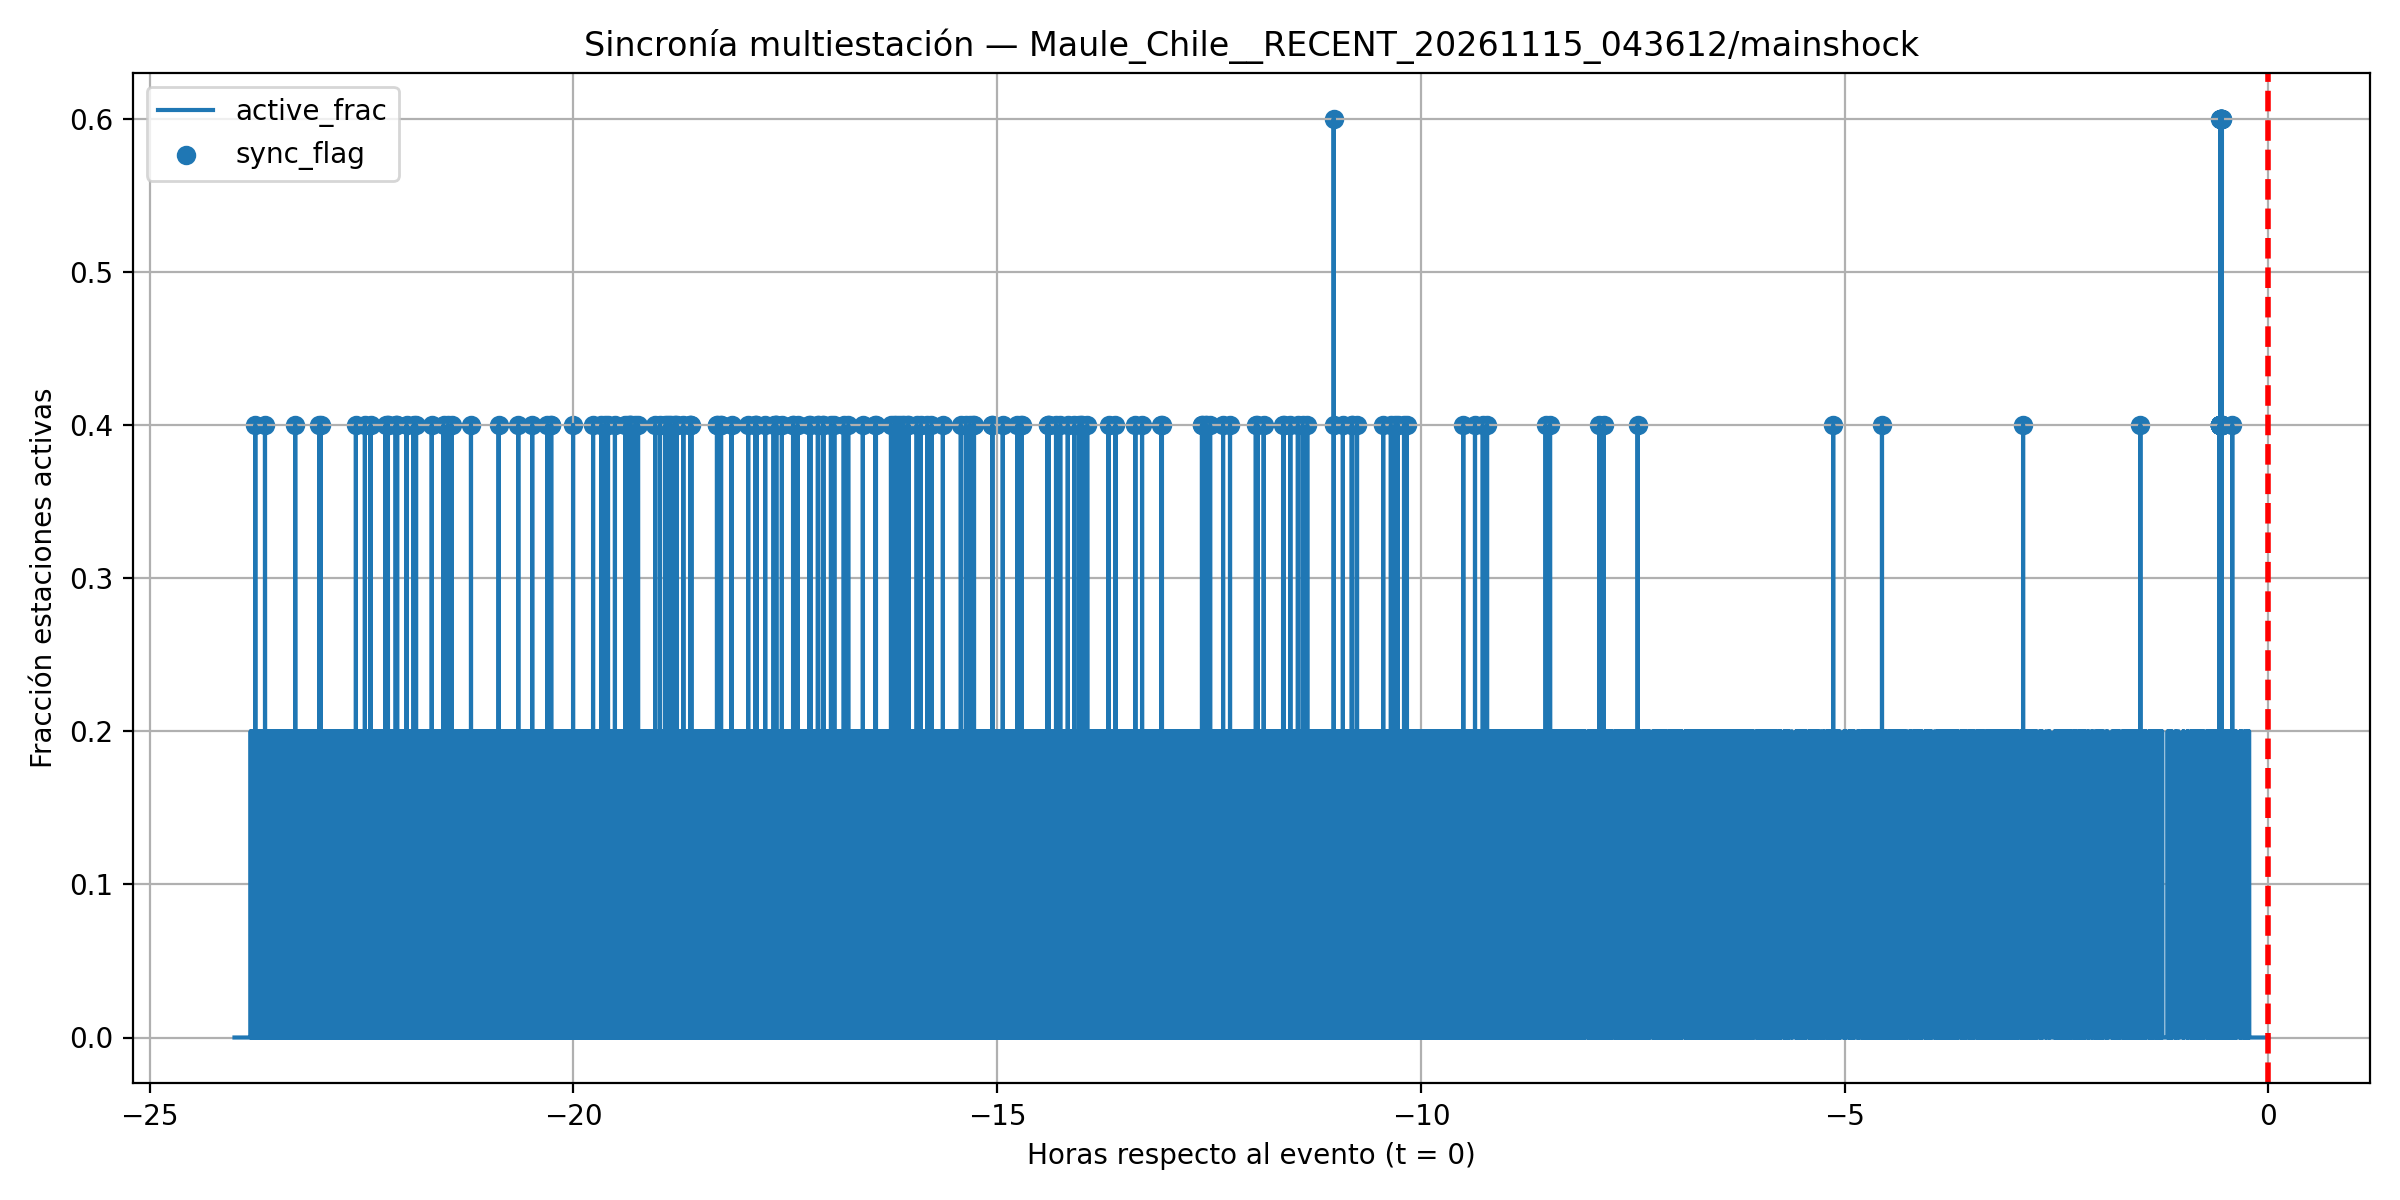 Sincronía multiestación — Maule_Chile__RECENT_20261115_043612/mainshock
active_frac
sync_flag
Fracción estaciones activas
0.6
0.5
0.4
0.3
0.2
0.1
0.0
−25
−20
−15
−10
−5
0
Horas respecto al evento (t = 0)